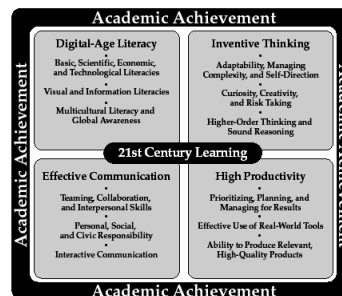 Academic Achievement
Academic Achievement
Digital-Age Literacy
•
Basic, Scientific, Economic,
and Technological Literacies
•
Visual and Information Literacies
•
Multicultural Literacy and
Global Awareness
Inventive Thinking
•
Adaptability, Managing
Complexity, and Self-Direction
•
Curiosity, Creativity,
and Risk Taking
•
Higher-Order Thinking and
Sound Reasoning
21st Century Learning
Effective Communication
•
Teaming, Collaboration,
and Interpersonal Skills
•
Personal, Social,
and Civic Responsibility
•
Interactive Communication
High Productivity
•
Prioritizing, Planning, and
Managing for Results
•
Effective Use of Real-World Tools
•
Ability to Produce Relevant,
High-Quality Products
Academic Achievement